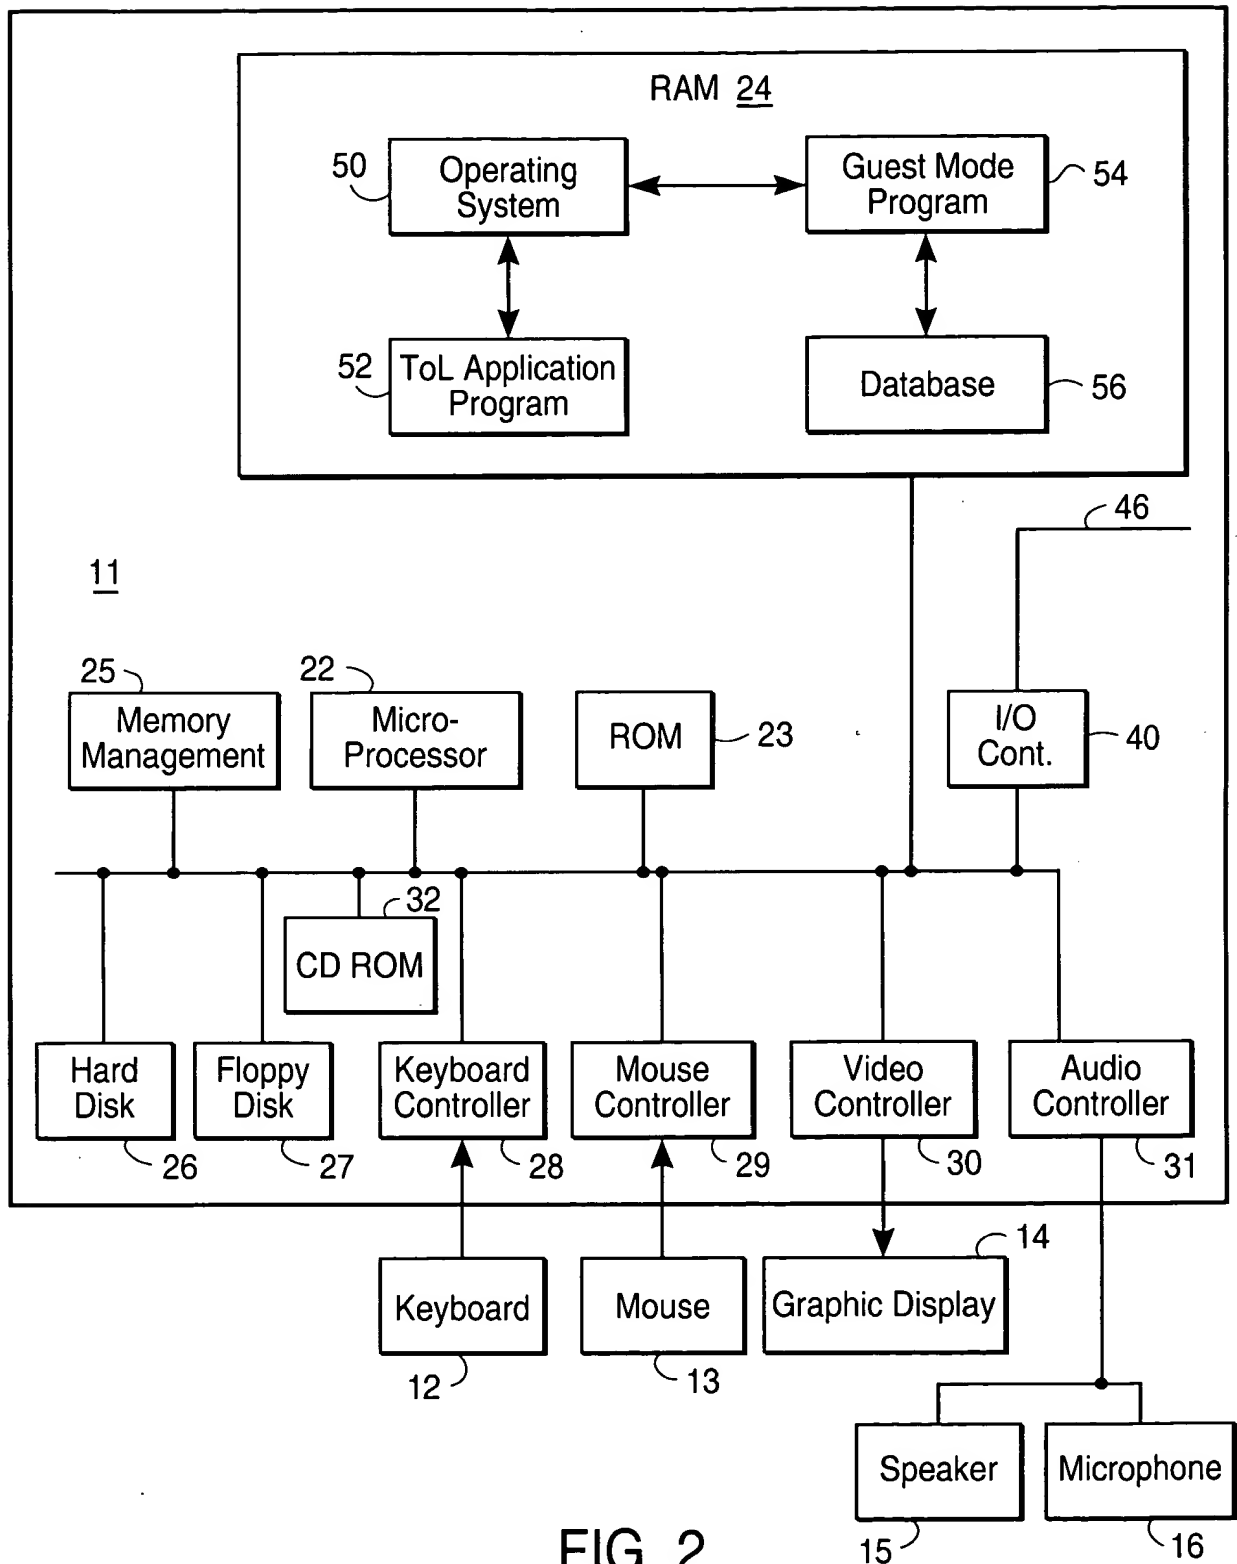 RAM 24
50
Operating
System
Guest Mode
Program
54
52
ToL Application
Program
Database
56
46
11
25
Memory
Management
22
Micro-
Processor
ROM
23
I/O
Cont.
40
32
CD ROM
Hard
Disk
26
Floppy
Disk
27
Keyboard
Controller
28
Mouse
Controller
29
Video
Controller
30
Audio
Controller
31
Keyboard
12
Mouse
13
14
Graphic Display
Speaker
15
Microphone
16
FIG. 2